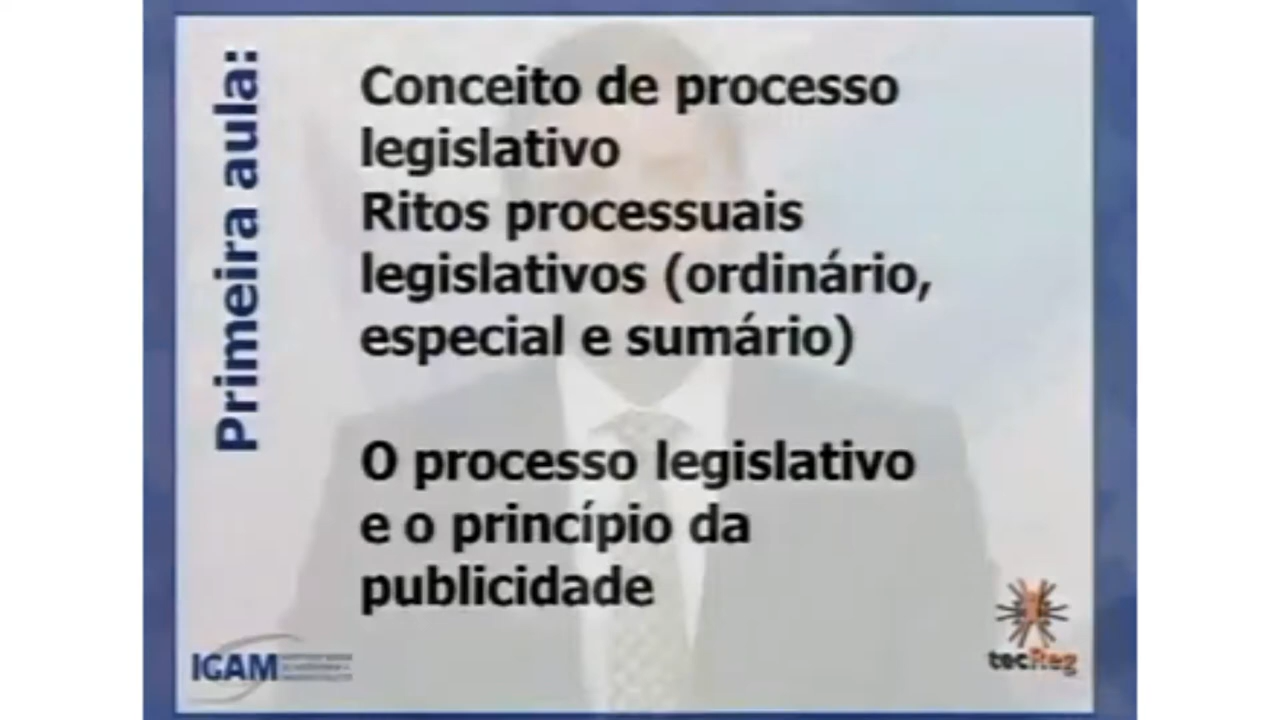 Primeira aula:
Conceito de processo
legislativo
Ritos processuais
legislativos (ordinário,
especial e sumário)
O processo legislativo
e o princípio da
publicidade
IGAM
tecReg